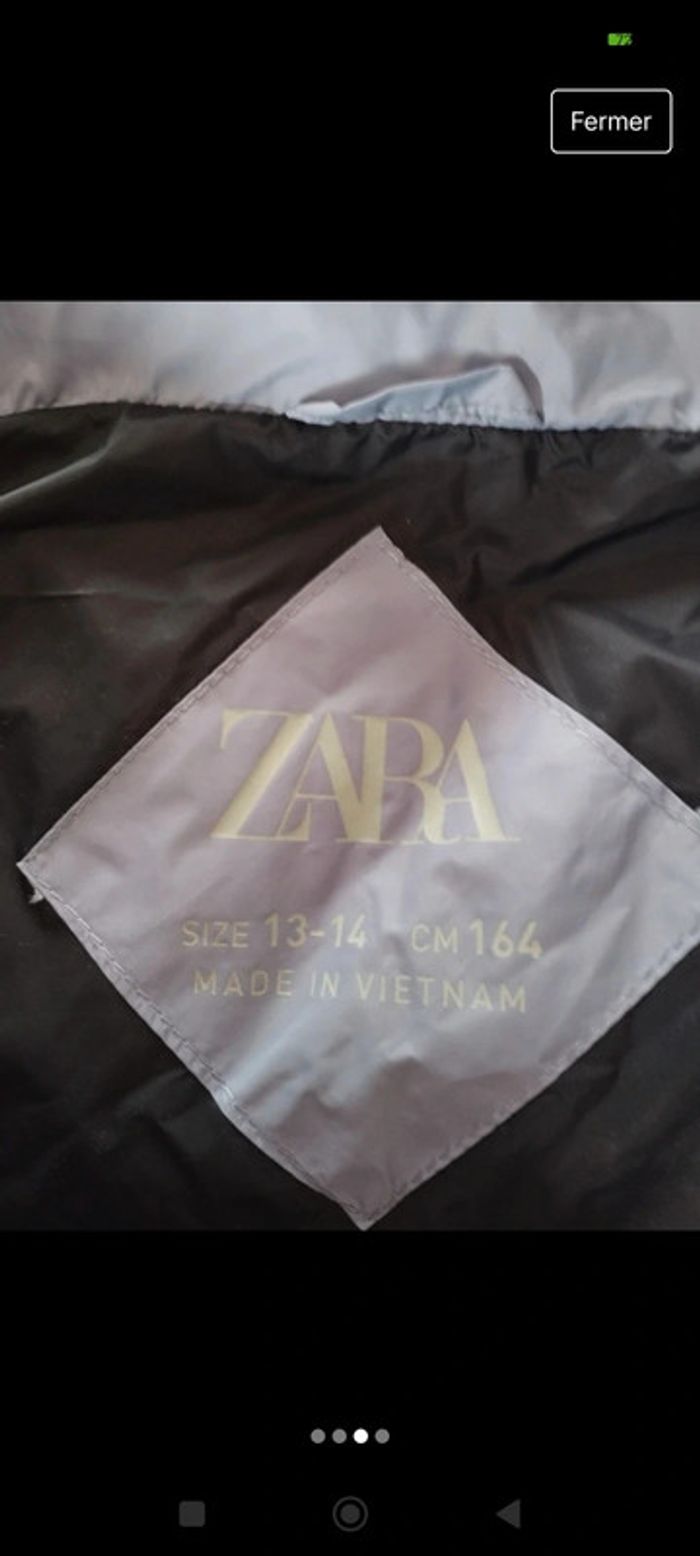 Fermer
ZARA
SIZE 13-14 CM 164
MADE IN VIETNAM